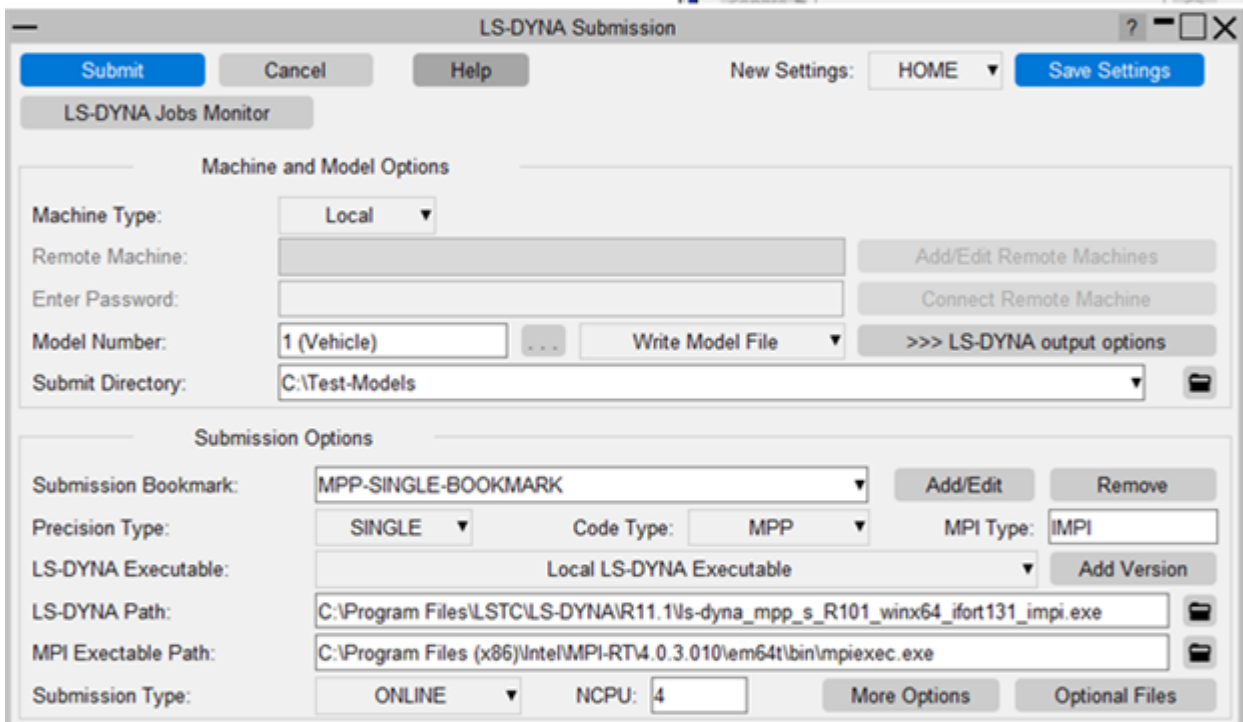 LS-DYNA Submission ?
Submit Cancel Help New Settings: HOME Save Settings
LS-DYNA Jobs Monitor
Machine and Model Options
Machine Type: Local
Remote Machine: Add/Edit Remote Machines
Enter Password: Connect Remote Machine
Model Number: 1 (Vehicle) ... Write Model File >>> LS-DYNA output options
Submit Directory: C:\Test-Models
Submission Options
Submission Bookmark: MPP-SINGLE-BOOKMARK Add/Edit Remove
Precision Type: SINGLE Code Type: MPP MPI Type: IMPI
LS-DYNA Executable: Local LS-DYNA Executable Add Version
LS-DYNA Path: C:\Program Files\LSTC\LS-DYNA\R11.1\ls-dyna_mpp_s_R101_winx64_ifort131_impi.exe
MPI Exectable Path: C:\Program Files (x86)\Intel\MPI-RT\4.0.3.010\em64t\bin\mpiexec.exe
Submission Type: ONLINE NCPU: 4 More Options Optional Files